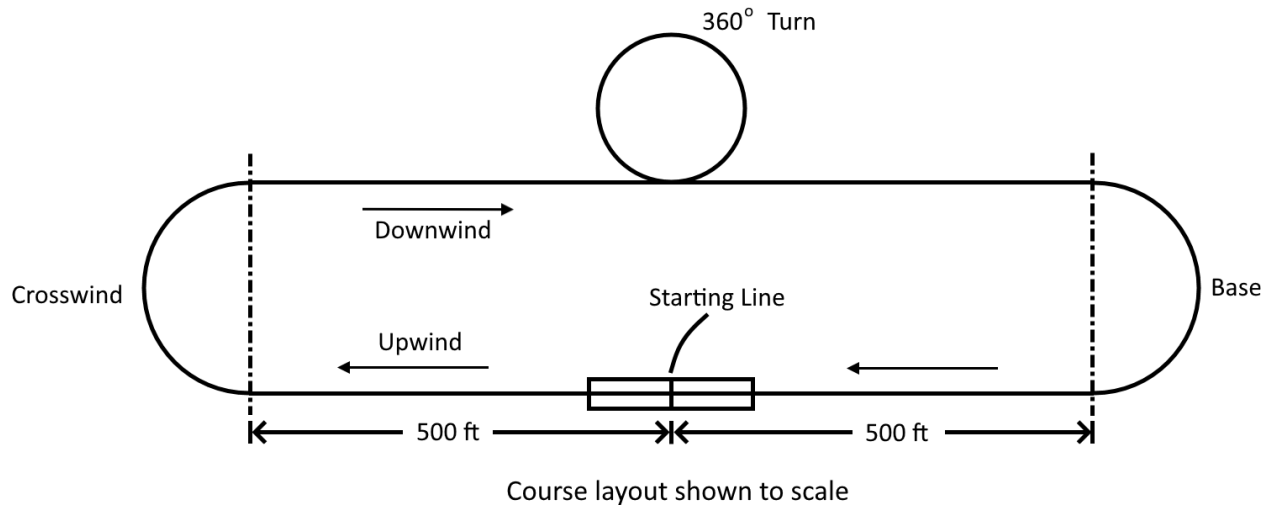 360° Turn
Downwind
Crosswind
Starting Line
Base
Upwind
500 ft
500 ft
Course layout shown to scale